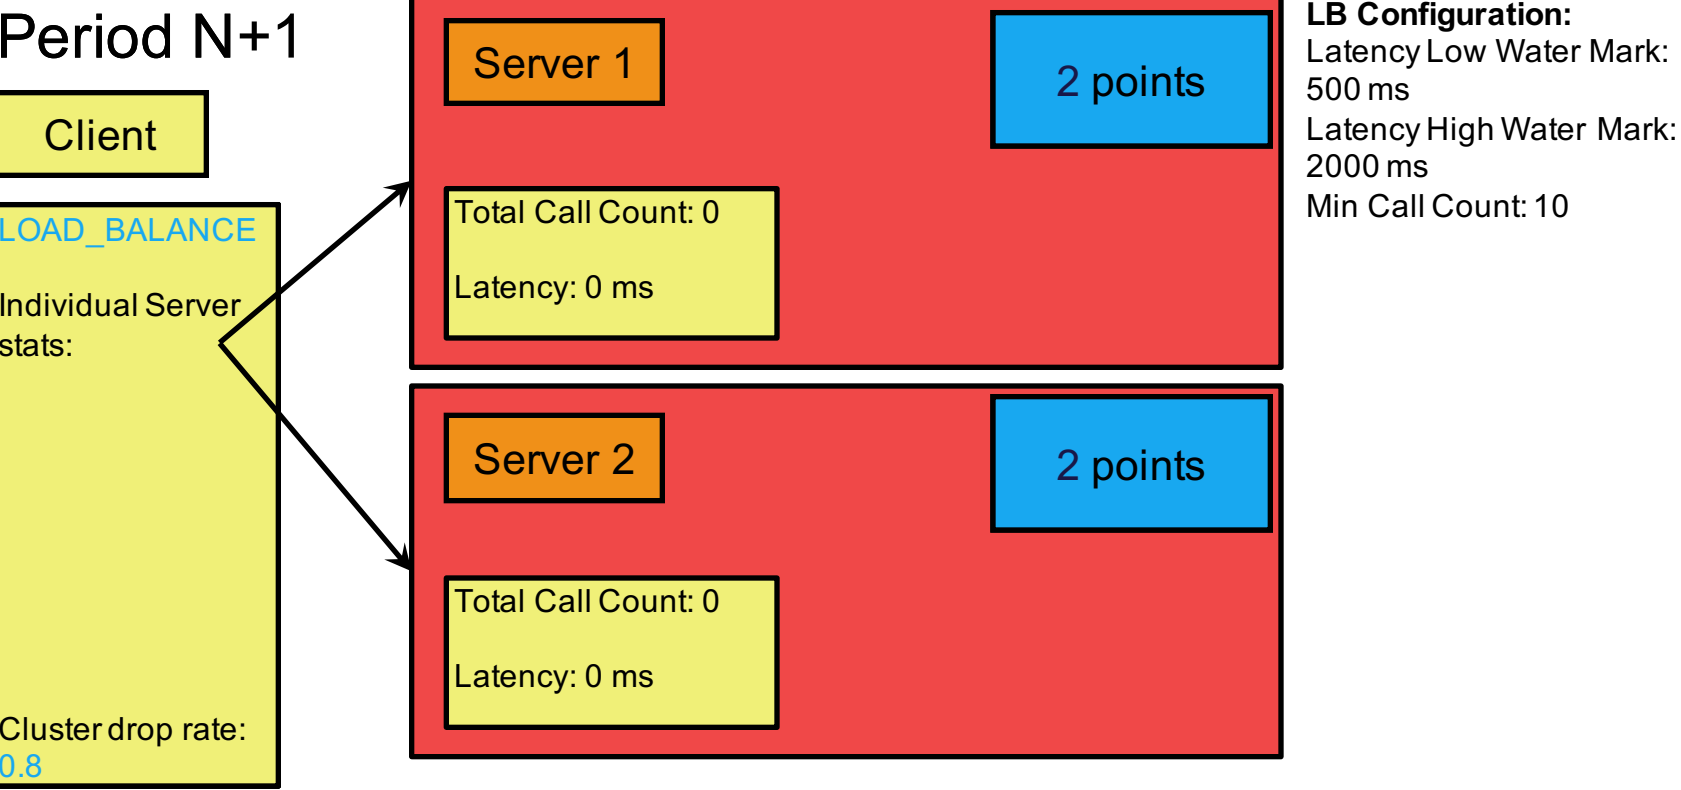 Period N+1
Client
LOAD_BALANCE
Individual Server
stats:
Cluster drop rate:
0.8
Server 1
2 points
Total Call Count: 0
Latency: 0 ms
Server 2
2 points
Total Call Count: 0
Latency: 0 ms
LB Configuration:
Latency Low Water Mark:
500 ms
Latency High Water Mark:
2000 ms
Min Call Count: 10